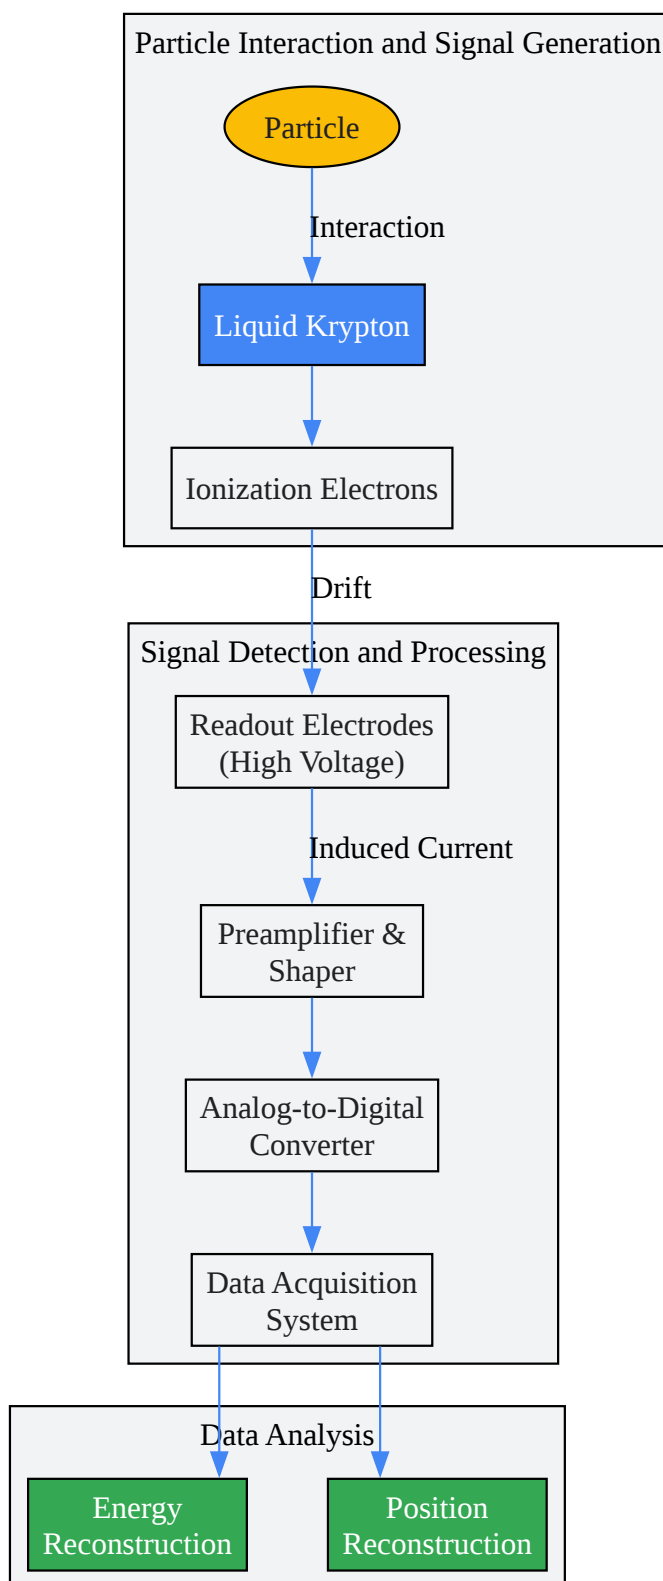 Particle Interaction and Signal Generation
Particle
Interaction
Liquid Krypton
Ionization Electrons
Drift
Signal Detection and Processing
Readout Electrodes
(High Voltage)
Induced Current
Preamplifier &
Shaper
Analog-to-Digital
Converter
Data Acquisition
System
Data Analysis
Energy
Reconstruction
Position
Reconstruction